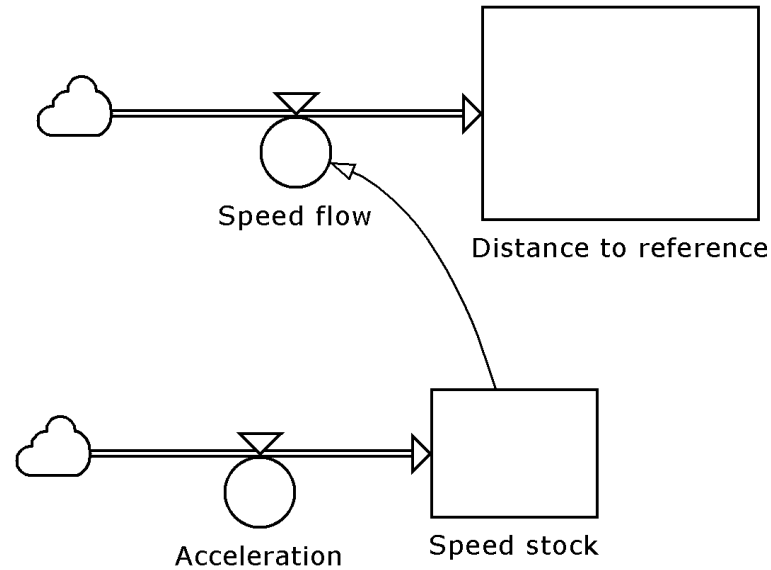 Speed flow
Distance to reference
Acceleration
Speed stock